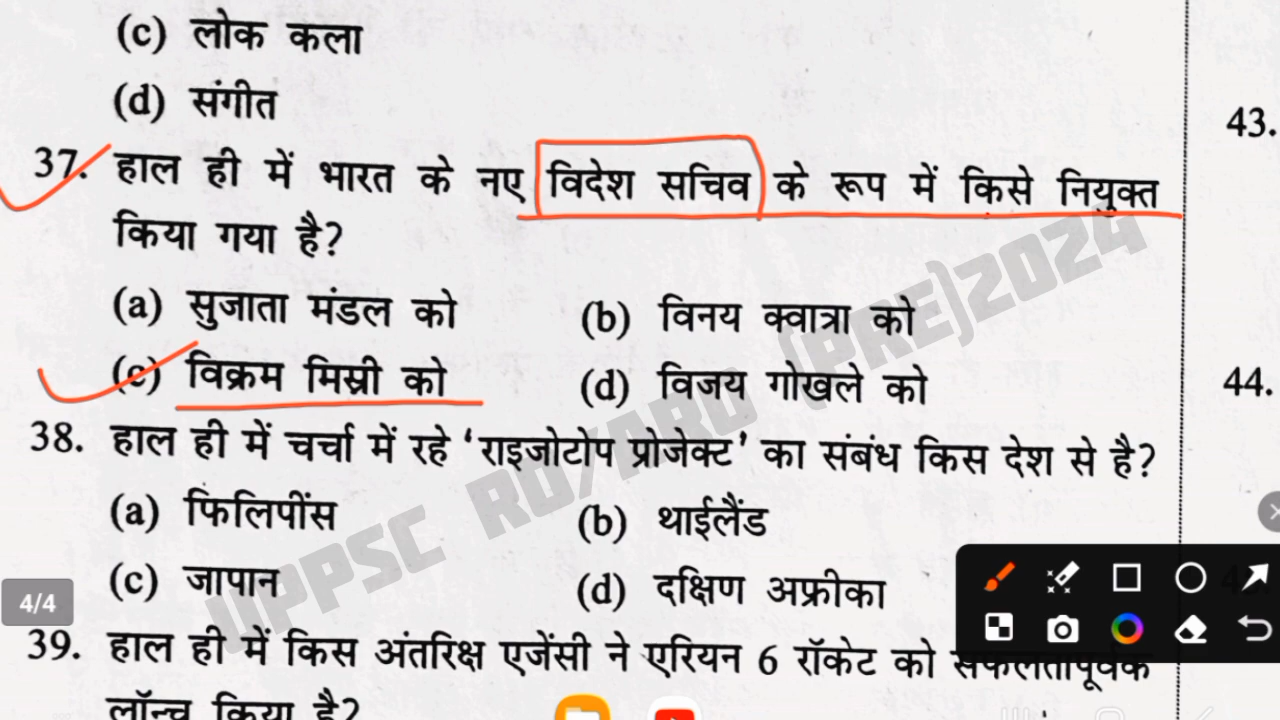 (c) लोक कला
(d) संगीत
37. हाल ही में भारत के नए विदेश सचिव के रूप में किसे नियुक्त
किया गया है?
(a) सुजाता मंडल को
(b) विनय क्वात्रा को
(c) विक्रम मिस्री को
(d) विजय गोखले को
38. हाल ही में चर्चा में रहे ‘राइजोटोप प्रोजेक्ट’ का संबंध किस देश से है?
(a) फिलिपींस
(b) थाईलैंड
(c) जापान
(d) दक्षिण अफ्रीका
39. हाल ही में किस अंतरिक्ष एजेंसी ने एरियन 6 रॉकेट को सफलतापूर्वक
लॉन्च किया है?
43.
44.
UPPSC RO/ARO (PRE)2024
4/4